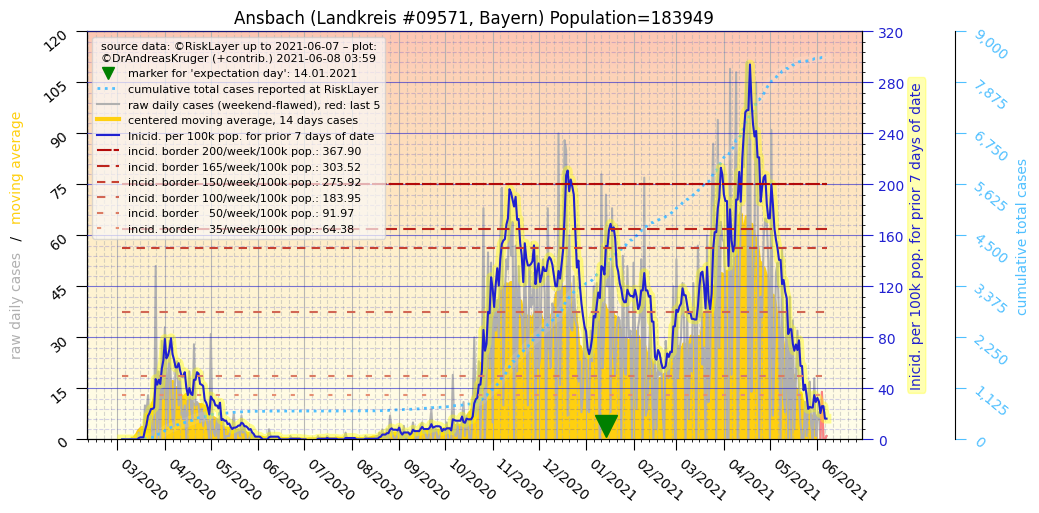 Ansbach (Landkreis #09571, Bayern) Population=183949
source data: ©RiskLayer up to 2021-06-07 – plot:
©DrAndreasKruger (+contrib.) 2021-06-08 03:59
marker for 'expectation day': 14.01.2021
cumulative total cases reported at RiskLayer
raw daily cases (weekend-flawed), red: last 5
centered moving average, 14 days cases
Inicid. per 100k pop. for prior 7 days of date
incid. border 200/week/100k pop.: 367.90
incid. border 165/week/100k pop.: 303.52
incid. border 150/week/100k pop.: 275.92
incid. border 100/week/100k pop.: 183.95
incid. border 50/week/100k pop.: 91.97
incid. border 35/week/100k pop.: 64.38
raw daily cases / moving average
120
105
90
75
60
45
30
15
0
03/2020
04/2020
05/2020
06/2020
07/2020
08/2020
09/2020
10/2020
11/2020
12/2020
01/2021
02/2021
03/2021
04/2021
05/2021
06/2021
320
280
240
200
160
120
80
40
0
Inicid. per 100k pop. for prior 7 days of date
9,000
7,875
6,750
5,625
4,500
3,375
2,250
1,125
0
cumulative total cases